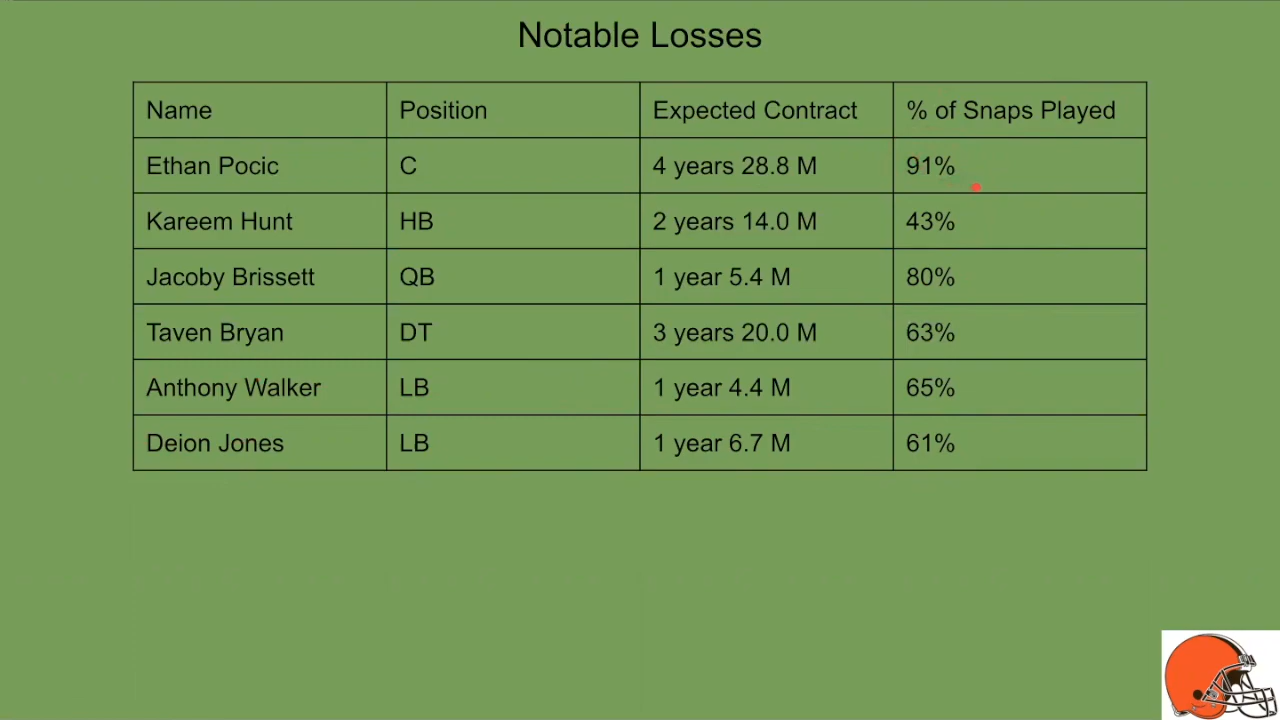 Notable Losses
Name Position Expected Contract % of Snaps Played
Ethan Pocic C 4 years 28.8 M 91%
Kareem Hunt HB 2 years 14.0 M 43%
Jacoby Brissett QB 1 year 5.4 M 80%
Taven Bryan DT 3 years 20.0 M 63%
Anthony Walker LB 1 year 4.4 M 65%
Deion Jones LB 1 year 6.7 M 61%